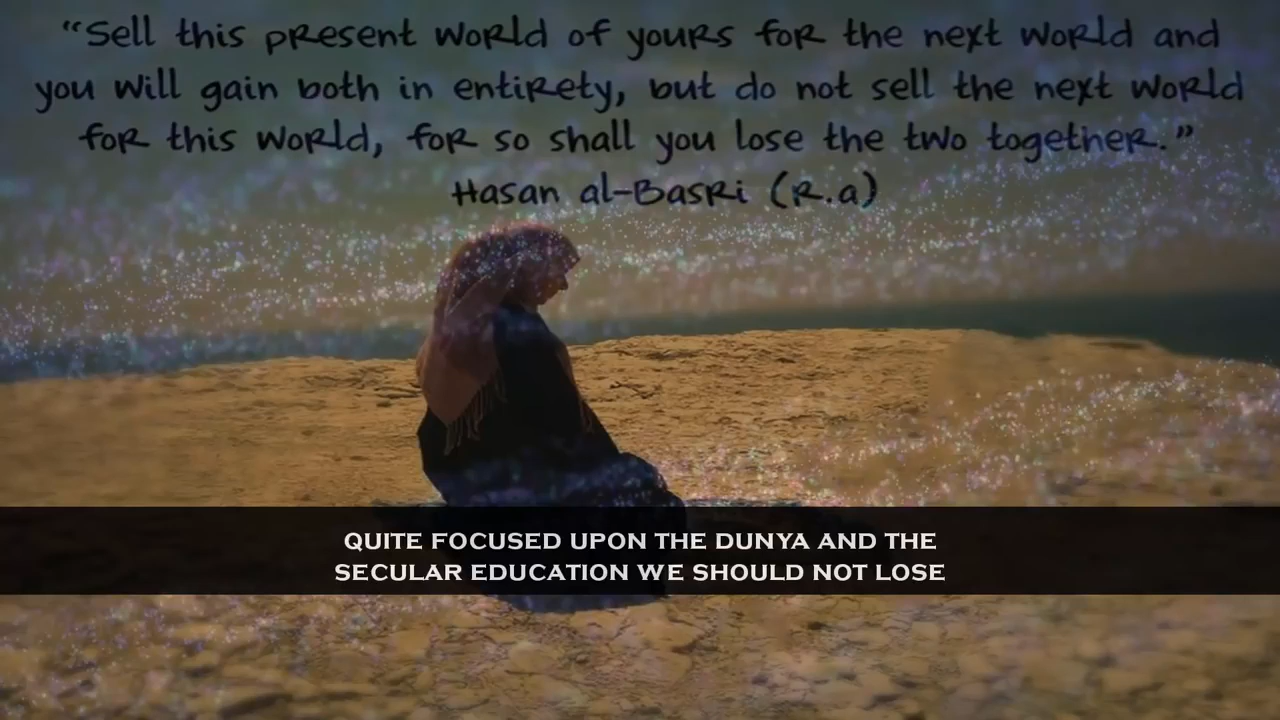 “Sell this present world of yours for the next world and
you will gain both in entirety, but do not sell the next world
for this world, for so shall you lose the two together.”
Hasan al-Basri (R.a)
QUITE FOCUSED UPON THE DUNYA AND THE
SECULAR EDUCATION WE SHOULD NOT LOSE